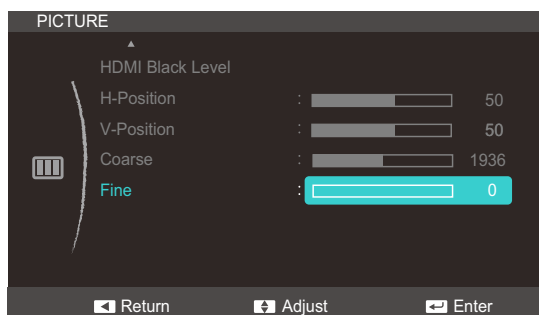 PICTURE
HDMI Black Level
H-Position : 50
V-Position : 50
Coarse : 1936
Fine : 0
Return Adjust Enter